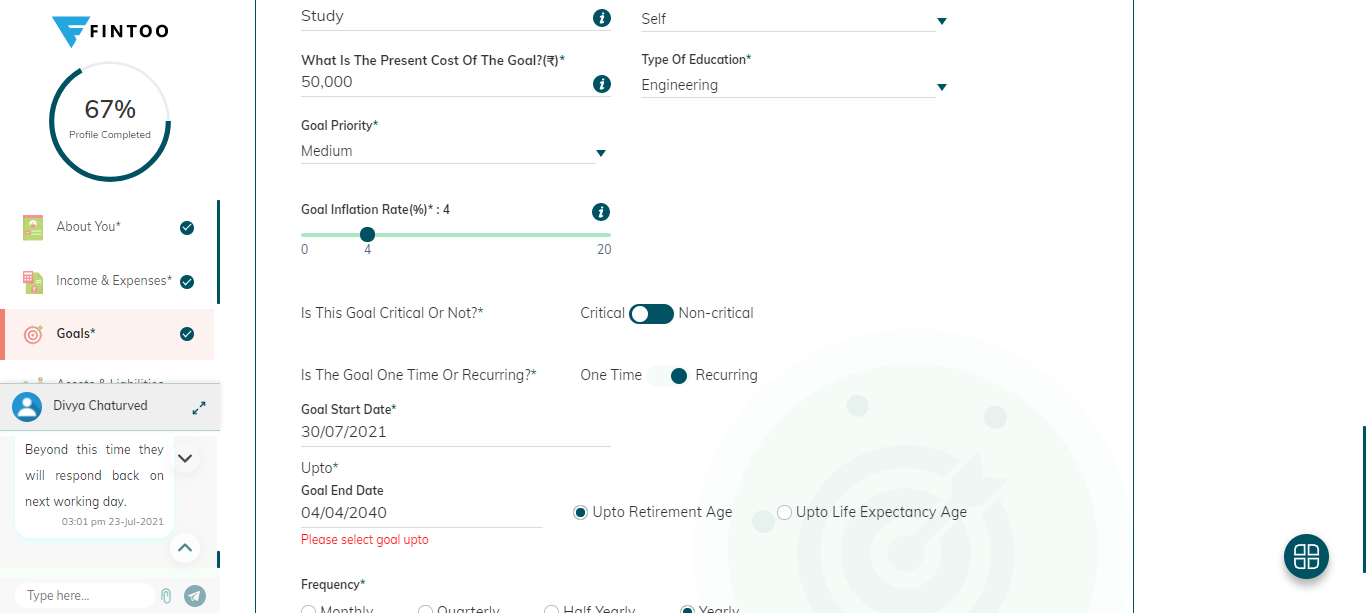 FINTOO
67%
Profile Completed
About You*
Income & Expenses*
Goals*
Assets & Liabilities
Divya Chaturved
Beyond this time they
will respond back on
next working day.
03:01 pm 23-Jul-2021
Type here...
Study
Self
What Is The Present Cost Of The Goal?(₹)*
50,000
Type Of Education*
Engineering
Goal Priority*
Medium
Goal Inflation Rate(%)* : 4
0 4 20
Is This Goal Critical Or Not?* Critical Non-critical
Is The Goal One Time Or Recurring?* One Time Recurring
Goal Start Date*
30/07/2021
Upto*
Goal End Date
04/04/2040
Upto Retirement Age Upto Life Expectancy Age
Please select goal upto
Frequency*
Monthly Quarterly Half Yearly Yearly